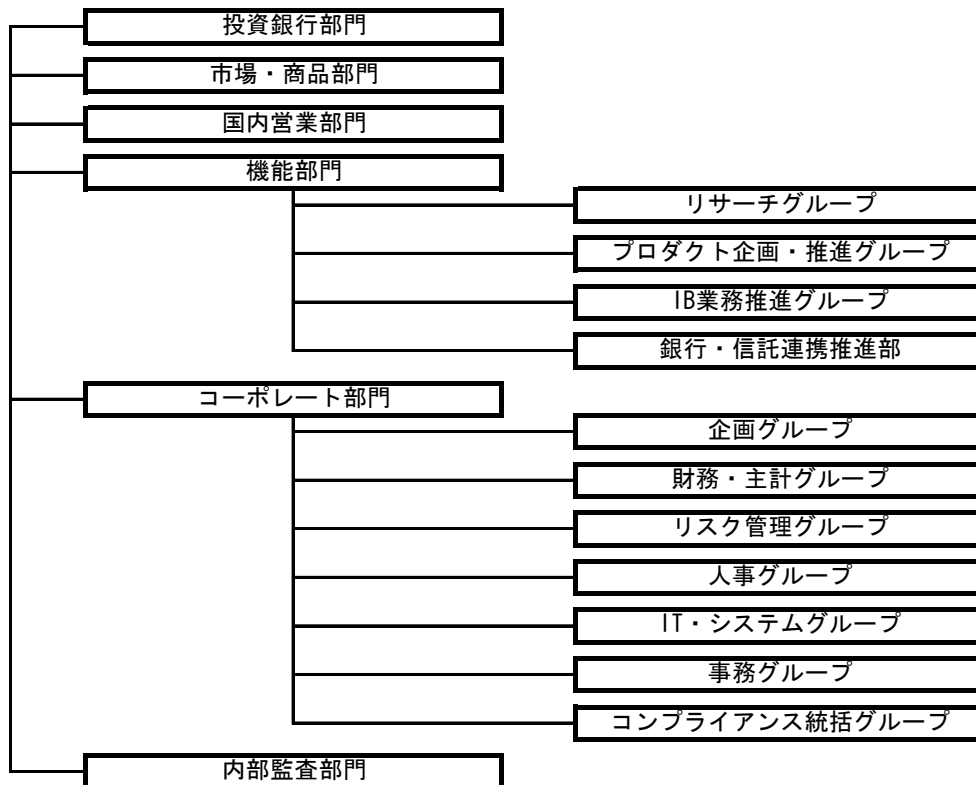 投資銀行部門
市場・商品部門
国内営業部門
機能部門
リサーチグループ
プロダクト企画・推進グループ
IB業務推進グループ
銀行・信託連携推進部
コーポレート部門
企画グループ
財務・主計グループ
リスク管理グループ
人事グループ
IT・システムグループ
事務グループ
コンプライアンス統括グループ
内部監査部門